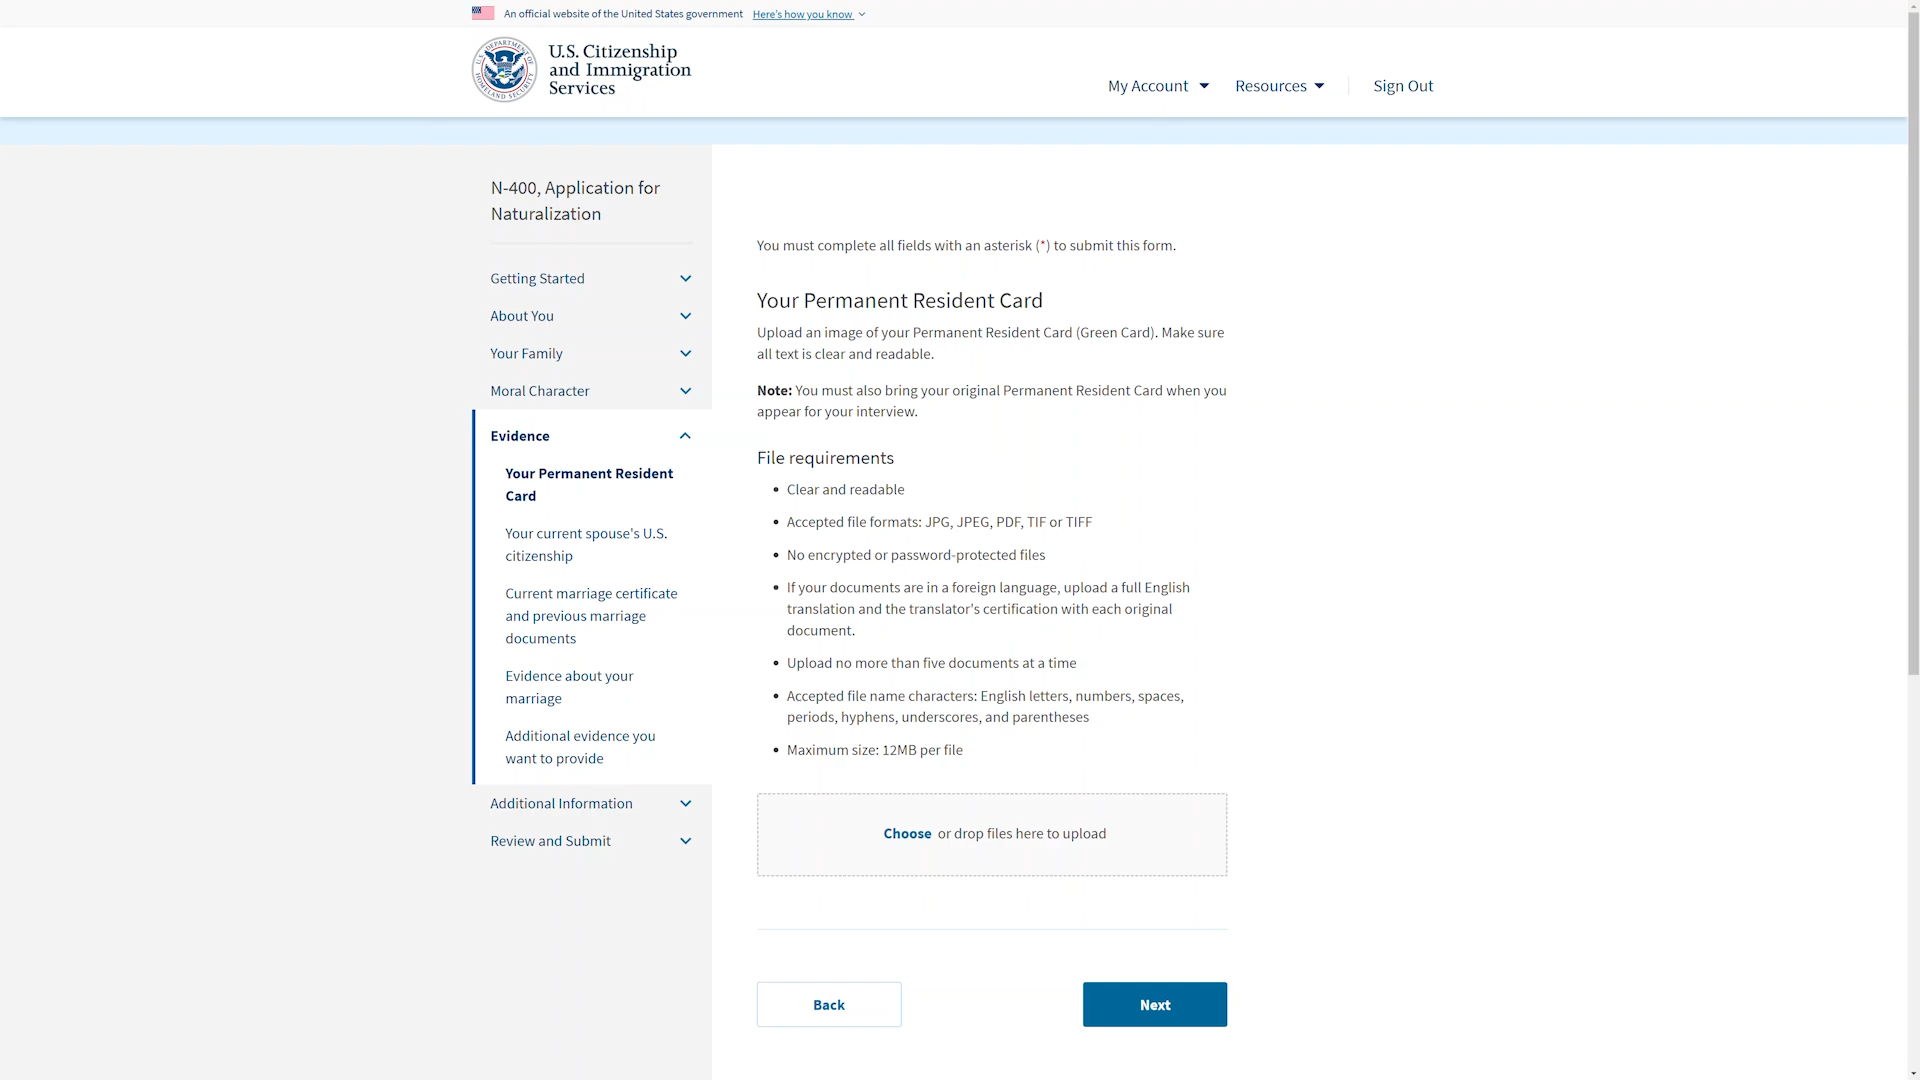 An official website of the United States government Here's how you know
U.S. Citizenship
and Immigration
Services
My Account
Resources
Sign Out
N-400, Application for
Naturalization
Getting Started
About You
Your Family
Moral Character
Evidence
Your Permanent Resident
Card
Your current spouse's U.S.
citizenship
Current marriage certificate
and previous marriage
documents
Evidence about your
marriage
Additional evidence you
want to provide
Additional Information
Review and Submit
You must complete all fields with an asterisk (*) to submit this form.
Your Permanent Resident Card
Upload an image of your Permanent Resident Card (Green Card). Make sure
all text is clear and readable.
Note: You must also bring your original Permanent Resident Card when you
appear for your interview.
File requirements
• Clear and readable
• Accepted file formats: JPG, JPEG, PDF, TIF or TIFF
• No encrypted or password-protected files
• If your documents are in a foreign language, upload a full English
translation and the translator's certification with each original
document.
• Upload no more than five documents at a time
• Accepted file name characters: English letters, numbers, spaces,
periods, hyphens, underscores, and parentheses
• Maximum size: 12MB per file
Choose or drop files here to upload
Back
Next